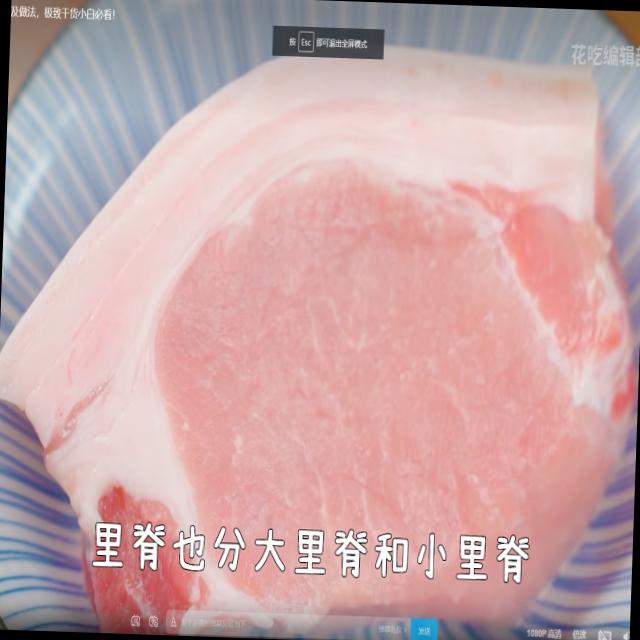 及做法，极致干货小白必看！
按 Esc 即可退出全屏模式
花吃编辑部
里脊也分大里脊和小里脊
发送
1080P 高清 倍速